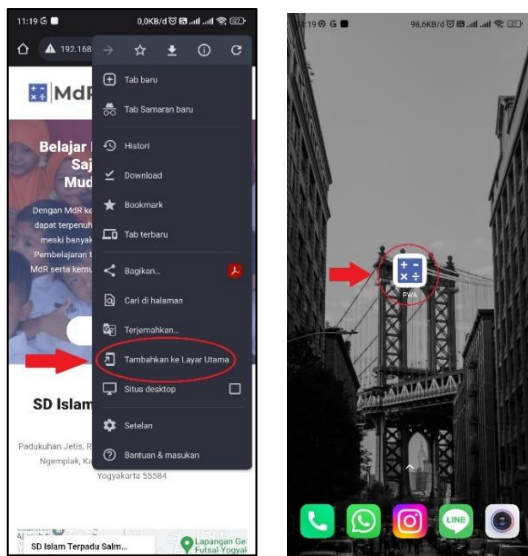 11:19 G
0,0KB/d
192.168
MdR
Tab baru
Tab Samaran baru
Belajar
Saj
Mud
Histori
Download
Dengan MdR ke
dapat terpenuh
meski banyak
Pembelajaran t
MdR serta kemu
Bookmark
Tab terbaru
Bagikan...
Cari di halaman
Terjemahkan...
Tambahkan ke Layar Utama
Situs desktop
SD Islam
Setelan
Padukuhan Jetis, R
Ngemplak, Ka
Bantuan & masukan
Yogyakarta 55584
SD Islam Terpadu Salm...
Lapangan Ge
Futsal Yogyal
:19 G
98,6KB/d
PWA
LINE